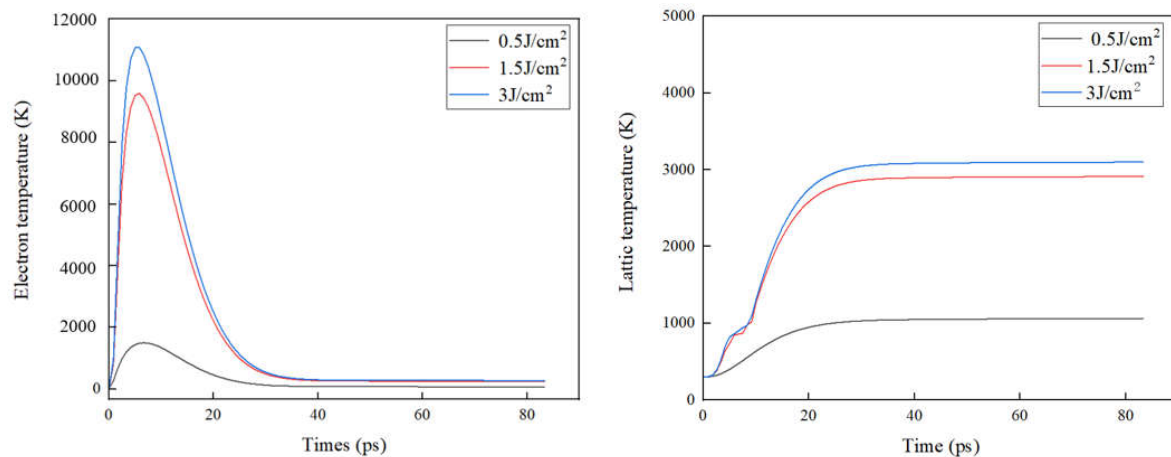 12000
10000
8000
6000
4000
2000
0
Electron temperature (K)
0.5J/cm²
1.5J/cm²
3J/cm²
0 20 40 60 80
Times (ps)
5000
4000
3000
2000
1000
0
Lattic temperature (K)
0.5J/cm²
1.5J/cm²
3J/cm²
0 20 40 60 80
Time (ps)